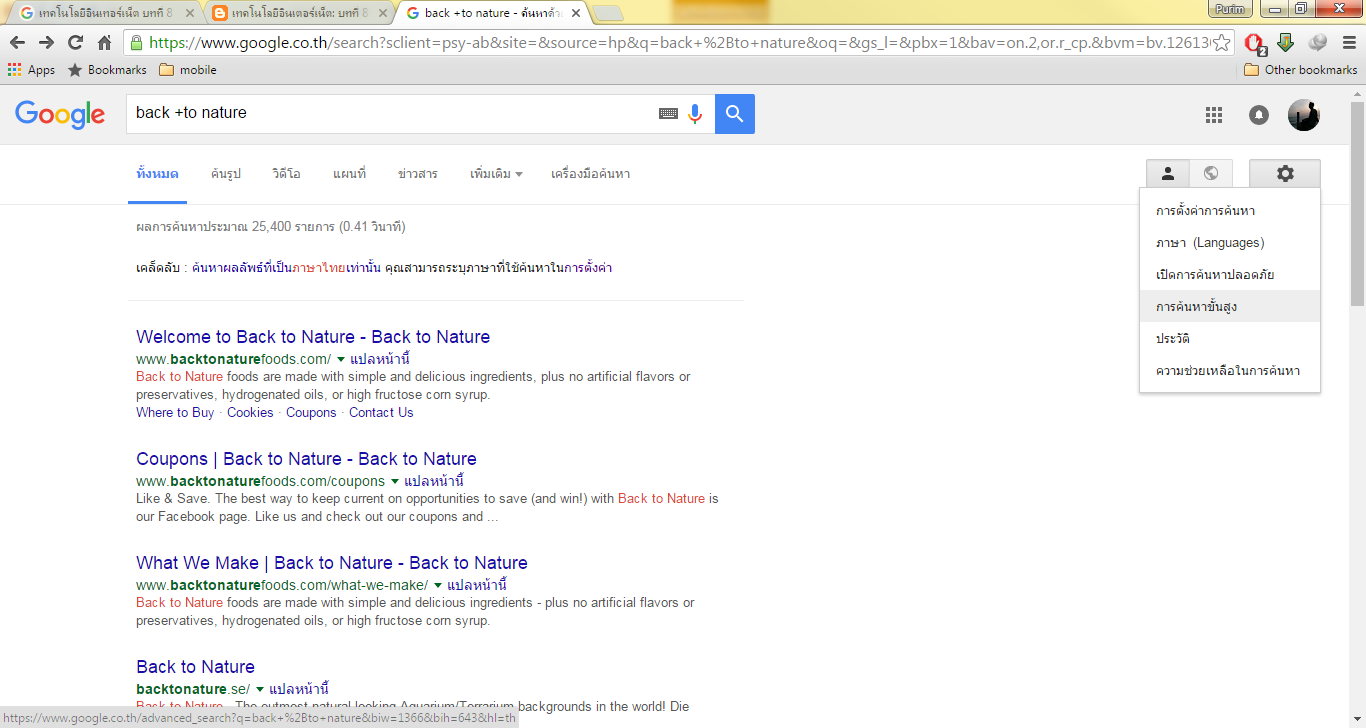 เทคโนโลยีอินเทอร์เน็ต บทที่ 8
เทคโนโลยีอินเตอร์เน็ต: บทที่ 8
back +to nature - ค้นหาด้วย
Purim
https://www.google.co.th/search?sclient=psy-ab&site=&source=hp&q=back+%2Bto+nature&oq=&gs_l=&pbx=1&bav=on.2,or.r_cp.&bvm=bv.12613
2
Apps
Bookmarks
mobile
Other bookmarks
Google
back +to nature
ทั้งหมด
ค้นรูป
วิดีโอ
แผนที่
ข่าวสาร
เพิ่มเติม
เครื่องมือค้นหา
ผลการค้นหาประมาณ 25,400 รายการ (0.41 วินาที)
เคล็ดลับ : ค้นหาผลลัพธ์ที่เป็นภาษาไทยเท่านั้น คุณสามารถระบุภาษาที่ใช้ค้นหาในการตั้งค่า
การตั้งค่าการค้นหา
ภาษา (Languages)
เปิดการค้นหาปลอดภัย
การค้นหาขั้นสูง
ประวัติ
ความช่วยเหลือในการค้นหา
Welcome to Back to Nature - Back to Nature
www.backtonaturefoods.com/ แปลหน้านี้
Back to Nature foods are made with simple and delicious ingredients, plus no artificial flavors or
preservatives, hydrogenated oils, or high fructose corn syrup.
Where to Buy · Cookies · Coupons · Contact Us
Coupons | Back to Nature - Back to Nature
www.backtonaturefoods.com/coupons แปลหน้านี้
Like & Save. The best way to keep current on opportunities to save (and win!) with Back to Nature is
our Facebook page. Like us and check out our coupons and ...
What We Make | Back to Nature - Back to Nature
www.backtonaturefoods.com/what-we-make/ แปลหน้านี้
Back to Nature foods are made with simple and delicious ingredients - plus no artificial flavors or
preservatives, hydrogenated oils, or high fructose corn syrup.
Back to Nature
backtonature.se/ แปลหน้านี้
Back to Nature - The outmost natural looking Aquarium/Terrarium backgrounds in the world! Die
https://www.google.co.th/advanced_search?q=back+%2Bto+nature&biw=1366&bih=643&hl=th